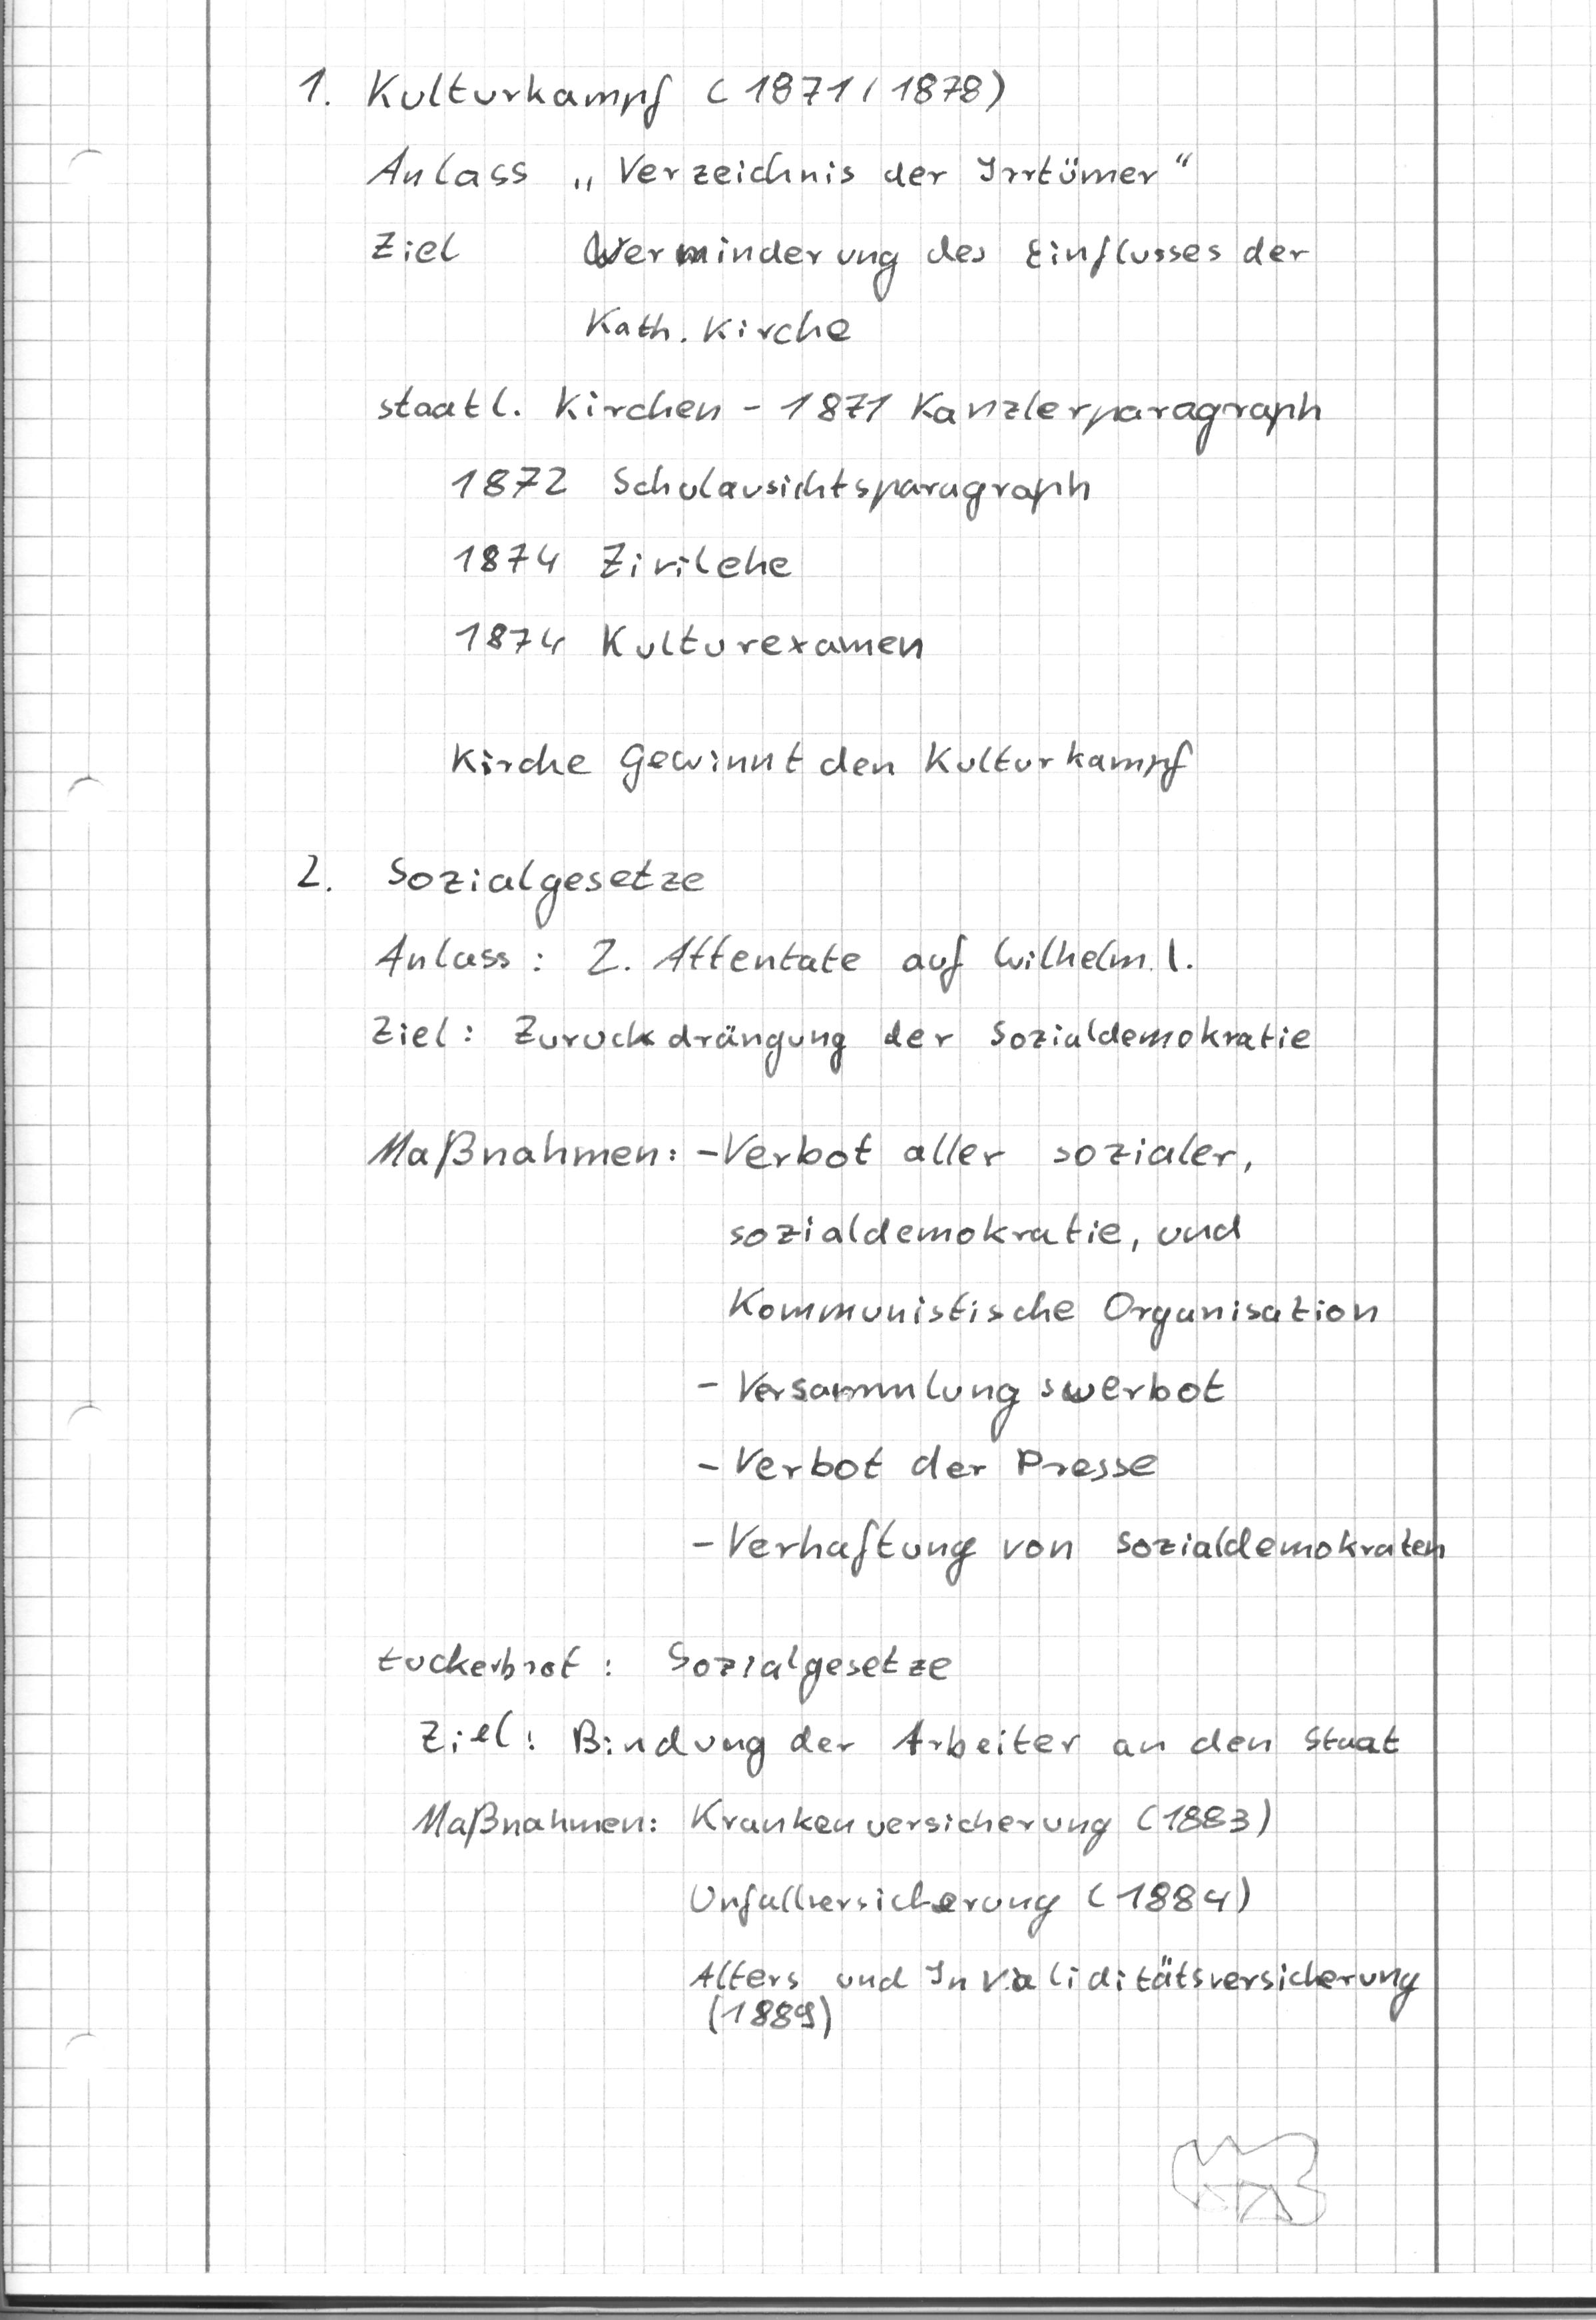 1. Kulturkampf (1871/1878)
Anlass „Verzeichnis der Irrtümer“
Ziel Verminderung des Einflusses der
Kath. Kirche
staatl. Kirchen - 1871 Kanzlerparagraph
1872 Schulausichtsparagraph
1874 Zivilehe
1874 Kulturexamen
Kirche Gewinnt den Kulturkampf
2. Sozialgesetze
Anlass: 2. Attentate auf Wilhelm I.
Ziel: Zuruckdrängung der Sozialdemokratie
Maßnahmen: -Verbot aller sozialer,
sozialdemokratie, und
Kommunistische Organisation
- Versammlungsverbot
- Verbot der Presse
- Verhaftung von Sozialdemokraten
Zuckerbrot: Sozialgesetze
Ziel: Bindung der Arbeiter an den Staat
Maßnahmen: Krankenversicherung (1883)
Unfallversicherung (1884)
Alters und Invaliditätsversicherung
(1889)